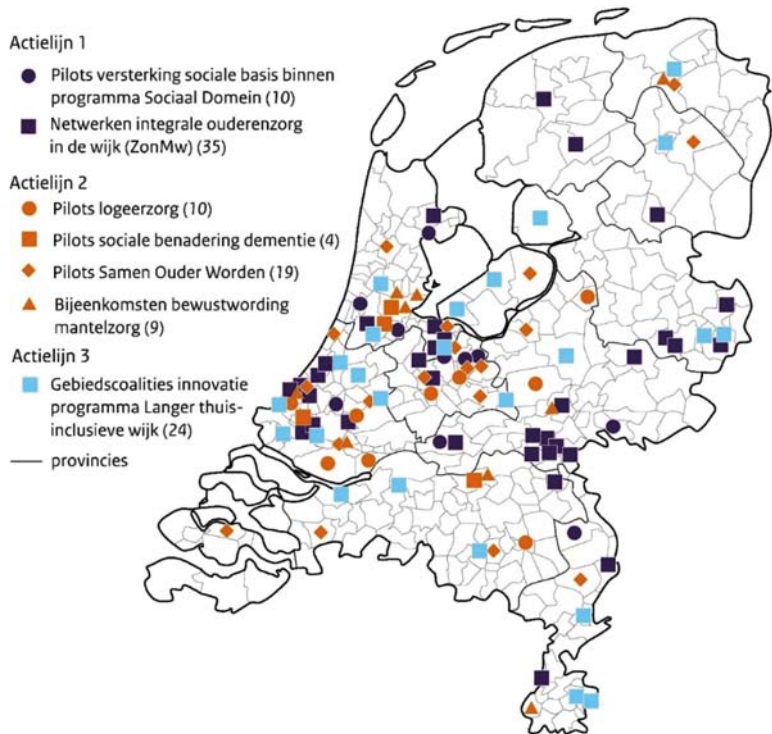 Actielijn 1
Pilots versterking sociale basis binnen
programma Sociaal Domein (10)
Netwerken integrale ouderenzorg
in de wijk (ZonMw) (35)
Actielijn 2
Pilots logeerzorg (10)
Pilots sociale benadering dementie (4)
Pilots Samen Ouder Worden (19)
Bijeenkomsten bewustwording
mantelzorg (9)
Actielijn 3
Gebiedscoalities innovatie
programma Langer thuis-
inclusieve wijk (24)
provincies